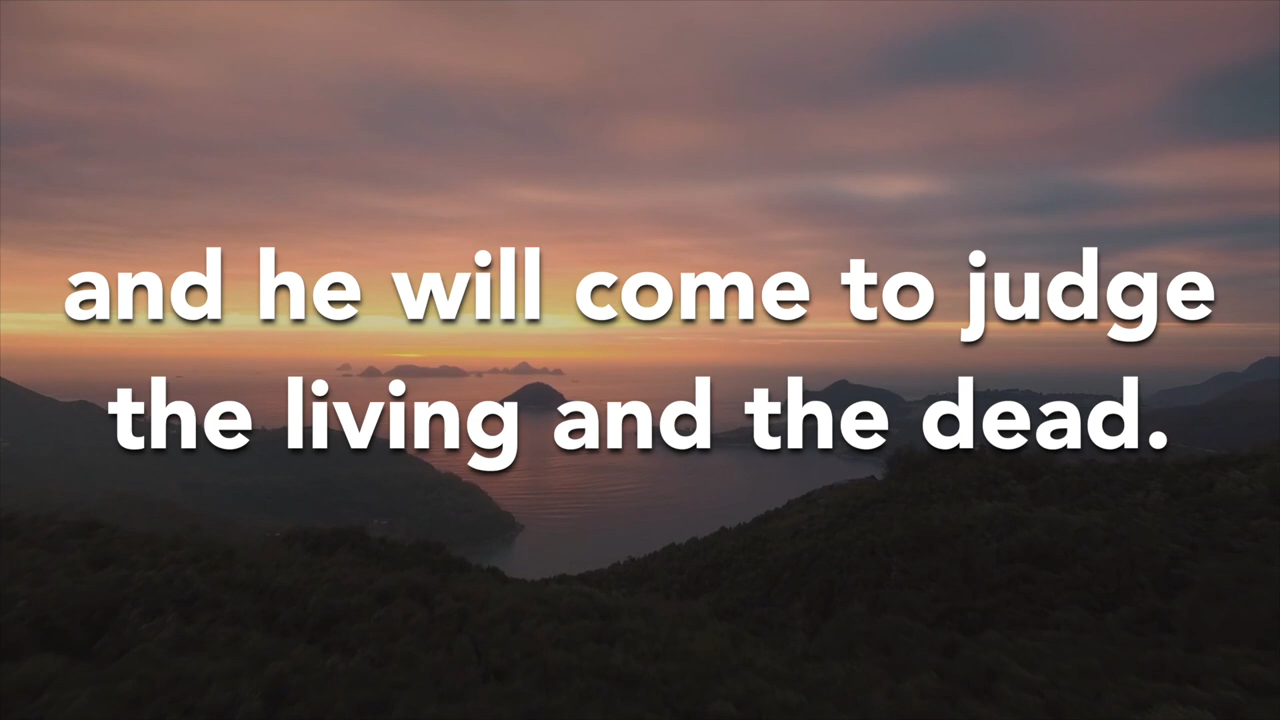 and he will come to judge
the living and the dead.